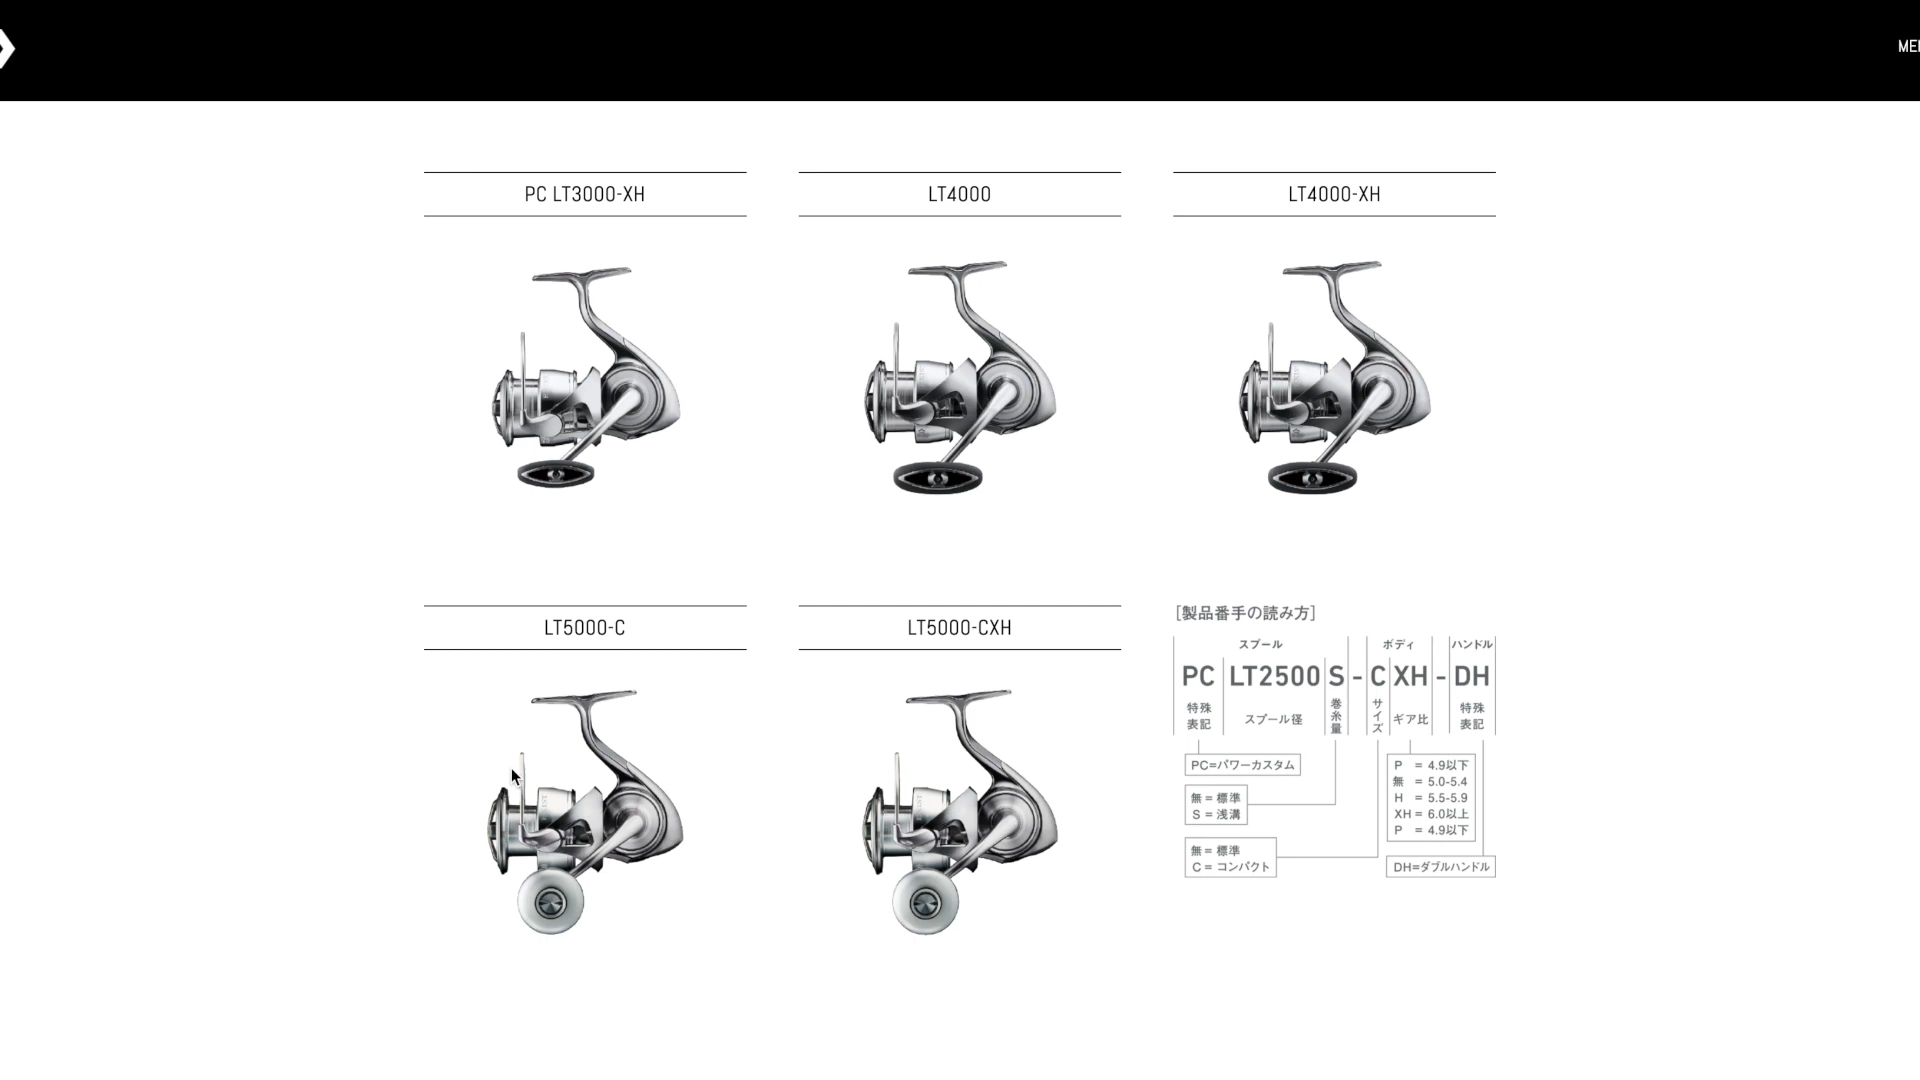 PC LT3000-XH
LT4000
LT4000-XH
LT5000-C
LT5000-CXH
[製品番手の読み方]
スプール
ボディ
ハンドル
PC LT2500 S - C XH - DH
特殊
表記
スプール径
巻糸量
サイズ
ギア比
特殊
表記
PC=パワーカスタム
無 = 標準
S = 浅溝
無 = 標準
C = コンパクト
P = 4.9以下
無 = 5.0-5.4
H = 5.5-5.9
XH = 6.0以上
P = 4.9以下
DH=ダブルハンドル